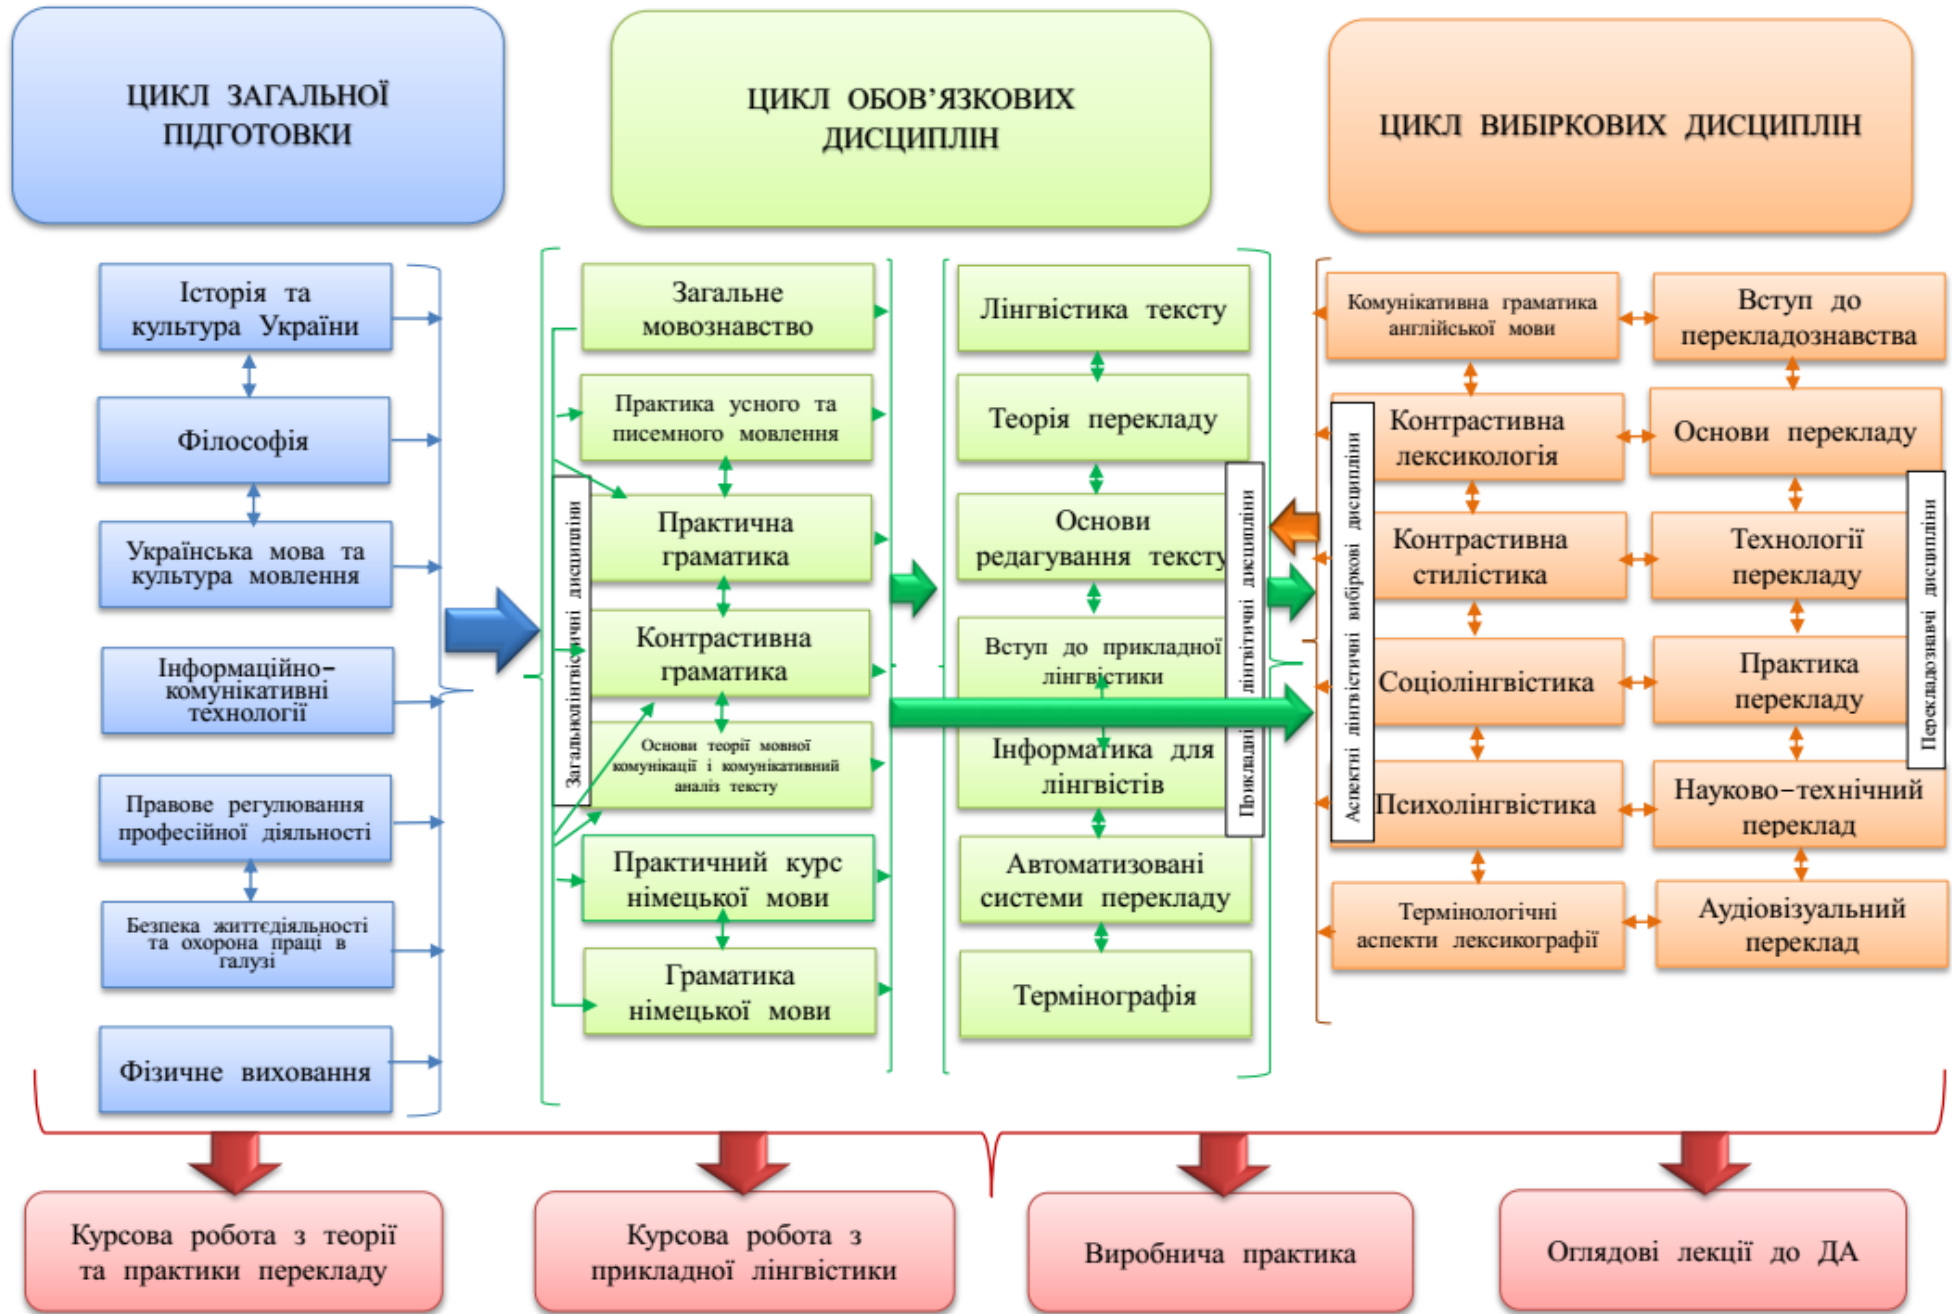 ЦИКЛ ЗАГАЛЬНОЇ
ПІДГОТОВКИ
ЦИКЛ ОБОВ’ЯЗКОВИХ
ДИСЦИПЛІН
ЦИКЛ ВИБІРКОВИХ ДИСЦИПЛІН
Історія та
культура України
Філософія
Українська мова та
культура мовлення
Інформаційно-
комунікативні
технології
Правове регулювання
професійної діяльності
Безпека життєдіяльності
та охорона праці в
галузі
Фізичне виховання
Загальнолінгвістичні дисципліни
Загальне
мовознавство
Практика усного та
писемного мовлення
Практична
граматика
Контрастивна
граматика
Основи теорії мовної
комунікації і комунікативний
аналіз тексту
Практичний курс
німецької мови
Граматика
німецької мови
Лінгвістика тексту
Теорія перекладу
Основи
редагування тексту
Вступ до прикладної
лінгвістики
Інформатика для
лінгвістів
Автоматизовані
системи перекладу
Термінографія
Прикладні лінгвітичні дисципліни
Аспектні лінгвістичні вибіркові дисципліни
Комунікативна граматика
англійської мови
Контрастивна
лексикологія
Контрастивна
стилістика
Соціолінгвістика
Психолінгвістика
Термінологічні
аспекти лексикографії
Вступ до
перекладознавства
Основи перекладу
Технології
перекладу
Практика
перекладу
Науково-технічний
переклад
Аудіовізуальний
переклад
Перекладознавчі дисципліни
Курсова робота з теорії
та практики перекладу
Курсова робота з
прикладної лінгвістики
Виробнича практика
Оглядові лекції до ДА